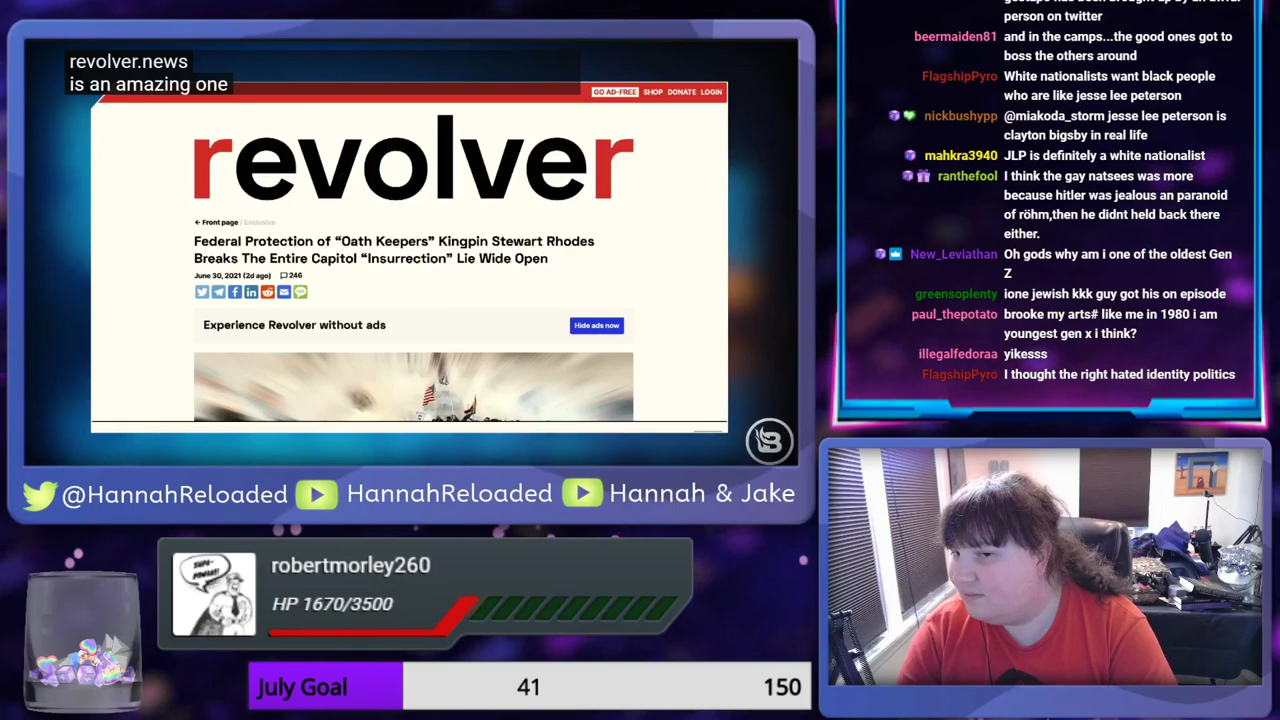 revolver.news
is an amazing one
GO AD-FREE SHOP DONATE LOGIN
revolver
← Front page / Exclusive
Federal Protection of “Oath Keepers” Kingpin Stewart Rhodes
Breaks The Entire Capitol “Insurrection” Lie Wide Open
June 30, 2021 (2d ago) 246
Experience Revolver without ads
Hide ads now
@HannahReloaded HannahReloaded Hannah & Jake
robertmorley260
HP 1670/3500
July Goal 41 150
person on twitter
beermaiden81 and in the camps...the good ones got to
boss the others around
FlagshipPyro White nationalists want black people
who are like jesse lee peterson
nickbushypp @miakoda_storm jesse lee peterson is
clayton bigsby in real life
mahkra3940 JLP is definitely a white nationalist
ranthefool I think the gay natsees was more
because hitler was jealous an paranoid
of röhm,then he didnt held back there
either.
New_Leviathan Oh gods why am i one of the oldest Gen
Z
greensoplenty ione jewish kkk guy got his on episode
paul_thepotato brooke my arts# like me in 1980 i am
youngest gen x i think?
illegalfedoraa yikesss
FlagshipPyro I thought the right hated identity politics